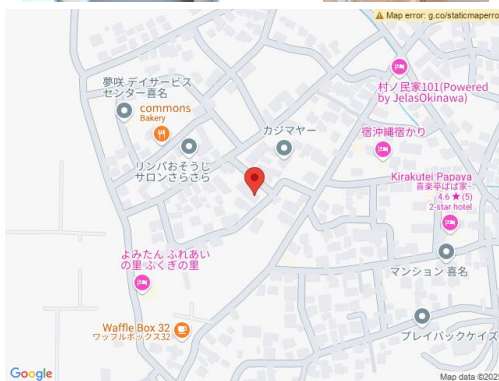 Map error: g.co/staticmaperro
村ノ民家101(Powered
by JelasOkinawa)
夢咲 デイサービス
センター喜名
commons
Bakery
カジマヤー
宿沖縄宿かり
リンパおそうじ
サロンさらさら
Kirakutei Papaya
喜楽亭ぱぱ家~
4.6 ★ (5)
2-star hotel
よみたん ふれあい
の里 ふくぎの里
マンション 喜名
Waffle Box 32
ワッフルボックス32
プレイバックケイズ
Google
Map data ©202